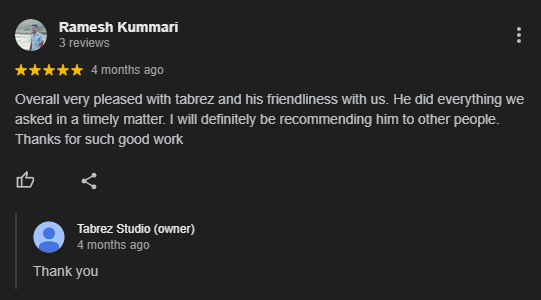 Ramesh Kummari
3 reviews
4 months ago
Overall very pleased with tabrez and his friendliness with us. He did everything we
asked in a timely matter. I will definitely be recommending him to other people.
Thanks for such good work
Tabrez Studio (owner)
4 months ago
Thank you